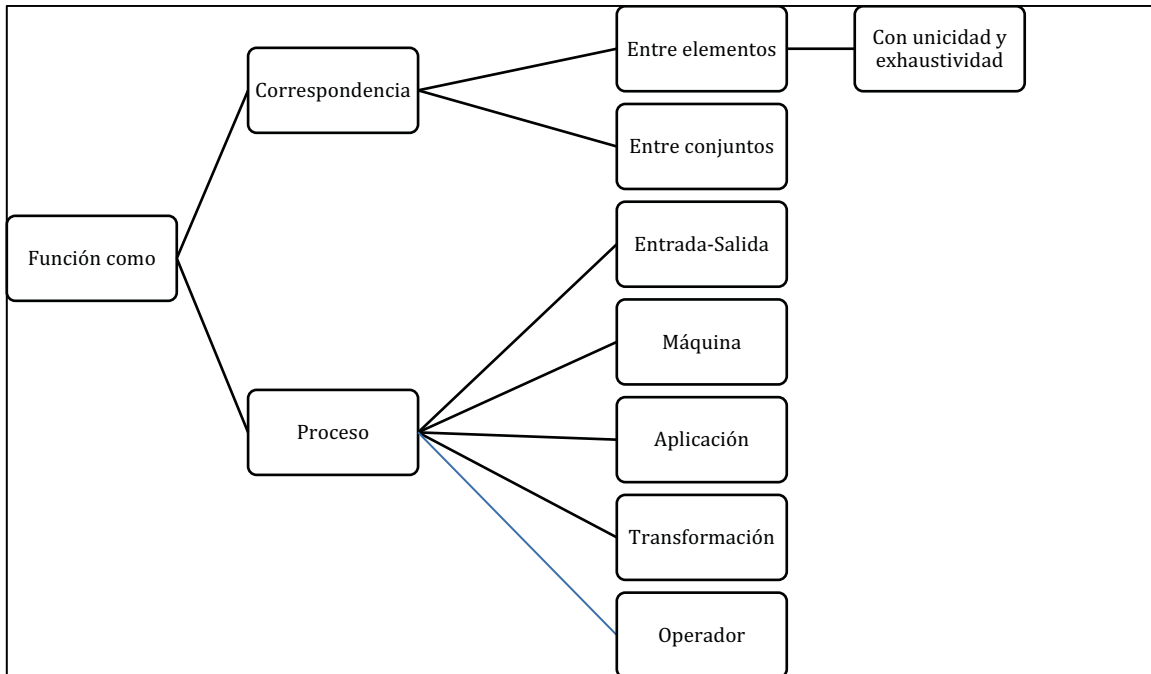 Función como
Correspondencia
Entre elementos
Con unicidad y
exhaustividad
Entre conjuntos
Proceso
Entrada-Salida
Máquina
Aplicación
Transformación
Operador